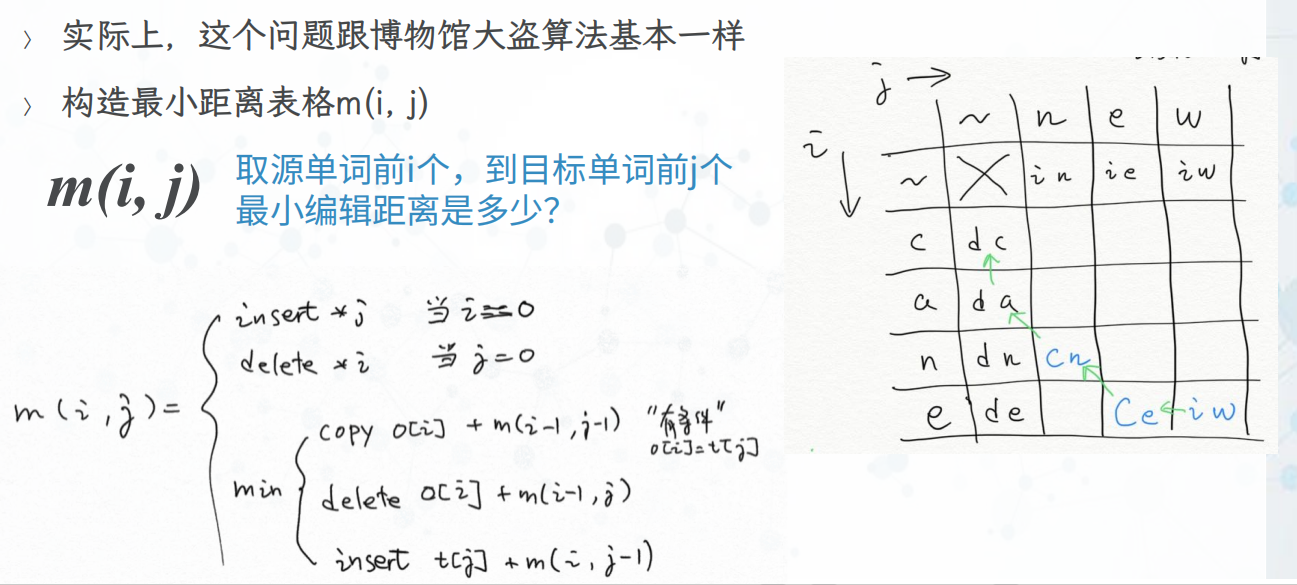 › 实际上，这个问题跟博物馆大盗算法基本一样
› 构造最小距离表格m(i, j)
m(i, j) 取源单词前i个，到目标单词前j个
最小编辑距离是多少？
m(i,j)=
insert *j 当 i==0
delete *i 当 j=0
min
copy o[i] + m(i-1,j-1) "有条件"
o[i]=t[j]
delete o[i] + m(i-1,j)
insert t[j] + m(i,j-1)
j →
i ↓
~ n e w
~ in ie iw
c dc
a da
n dn cn
e de ce iw